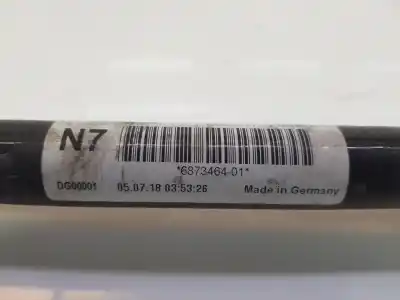 N7
*6873464-01*
DG00001 05.07.18 03:53:26 Made in Germany